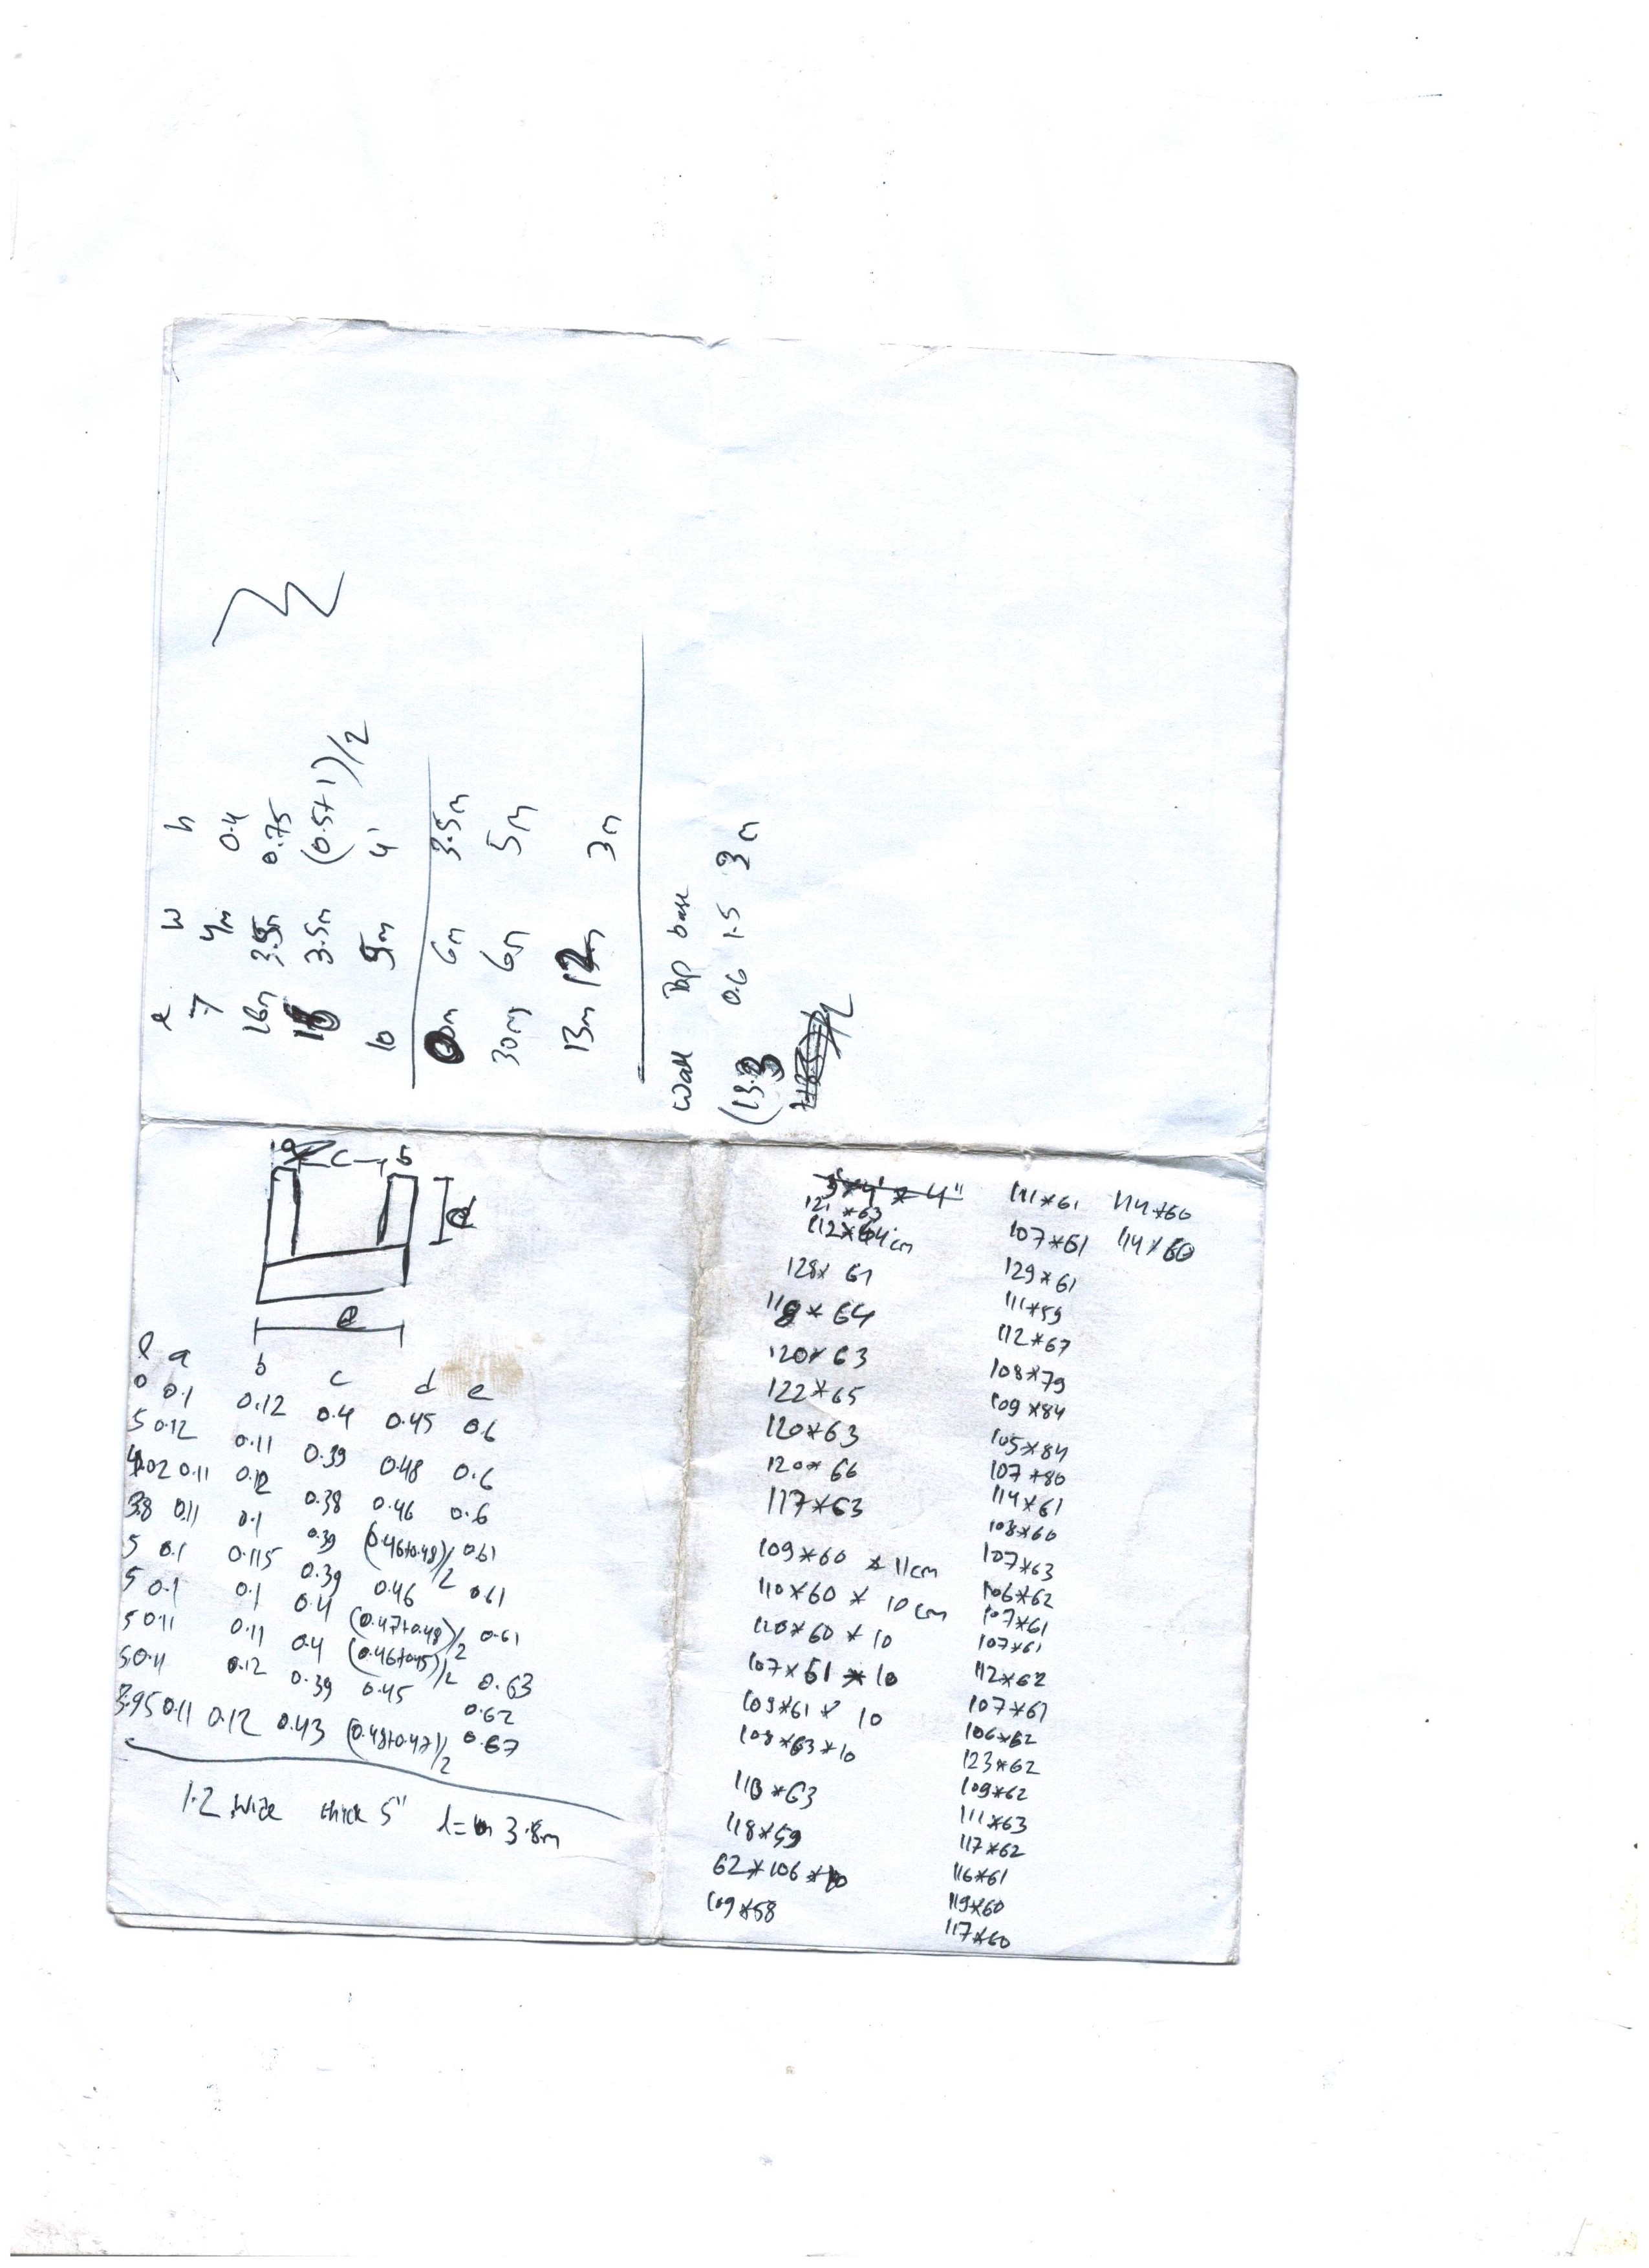 l w h
7 4m 0.4
16m 3.5m 0.75
3.5m (0.5+1)/2
10 5m 4'
6m 3.5m
30m 6m 5m
13m 12m 3m
Wall Top base
0.6 1.5 3m
a c b
d
e
l a b c d e
0 0.1 0.12 0.4 0.45 0.6
5 0.12 0.11 0.39 0.48 0.6
4.02 0.11 0.12 0.38 0.46 0.6
3.8 0.11 0.1 0.39 (0.46+0.48)/2 0.61
5 0.1 0.115 0.39 0.46 0.61
5 0.1 0.1 0.4 (0.47+0.48)/2 0.61
5 0.11 0.11 0.4 (0.46+0.45)/2 0.63
5 0.11 0.12 0.39 0.45 0.62
3.95 0.11 0.12 0.43 (0.48+0.47)/2 0.67
1.2 wide thick 5" l= 3.8m
121*63
112*64cm
128*61
118*64
120*63
122*65
120*63
120*66
117*63
109*60*11cm
110*60*10cm
120*60*10
107*61*10
109*61*10
108*63*10
118*63
118*59
62*106*10
109*58
111*61
107*61
129*61
111*59
112*67
108*79
109*84
105*84
107*80
114*61
108*60
107*63
106*62
107*61
107*61
112*62
107*61
106*62
123*62
109*62
111*63
117*62
116*61
119*60
117*60
114*60
114*60